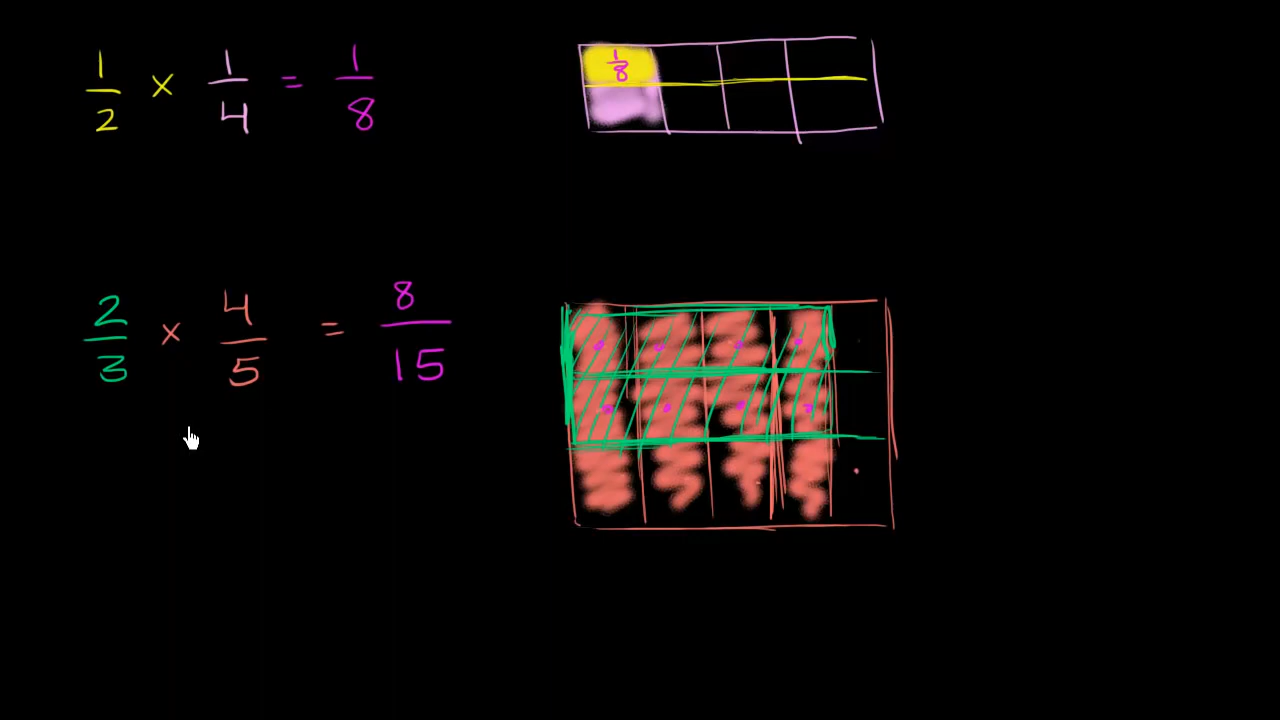 1/2 × 1/4 = 1/8
1/8
2/3 × 4/5 = 8/15